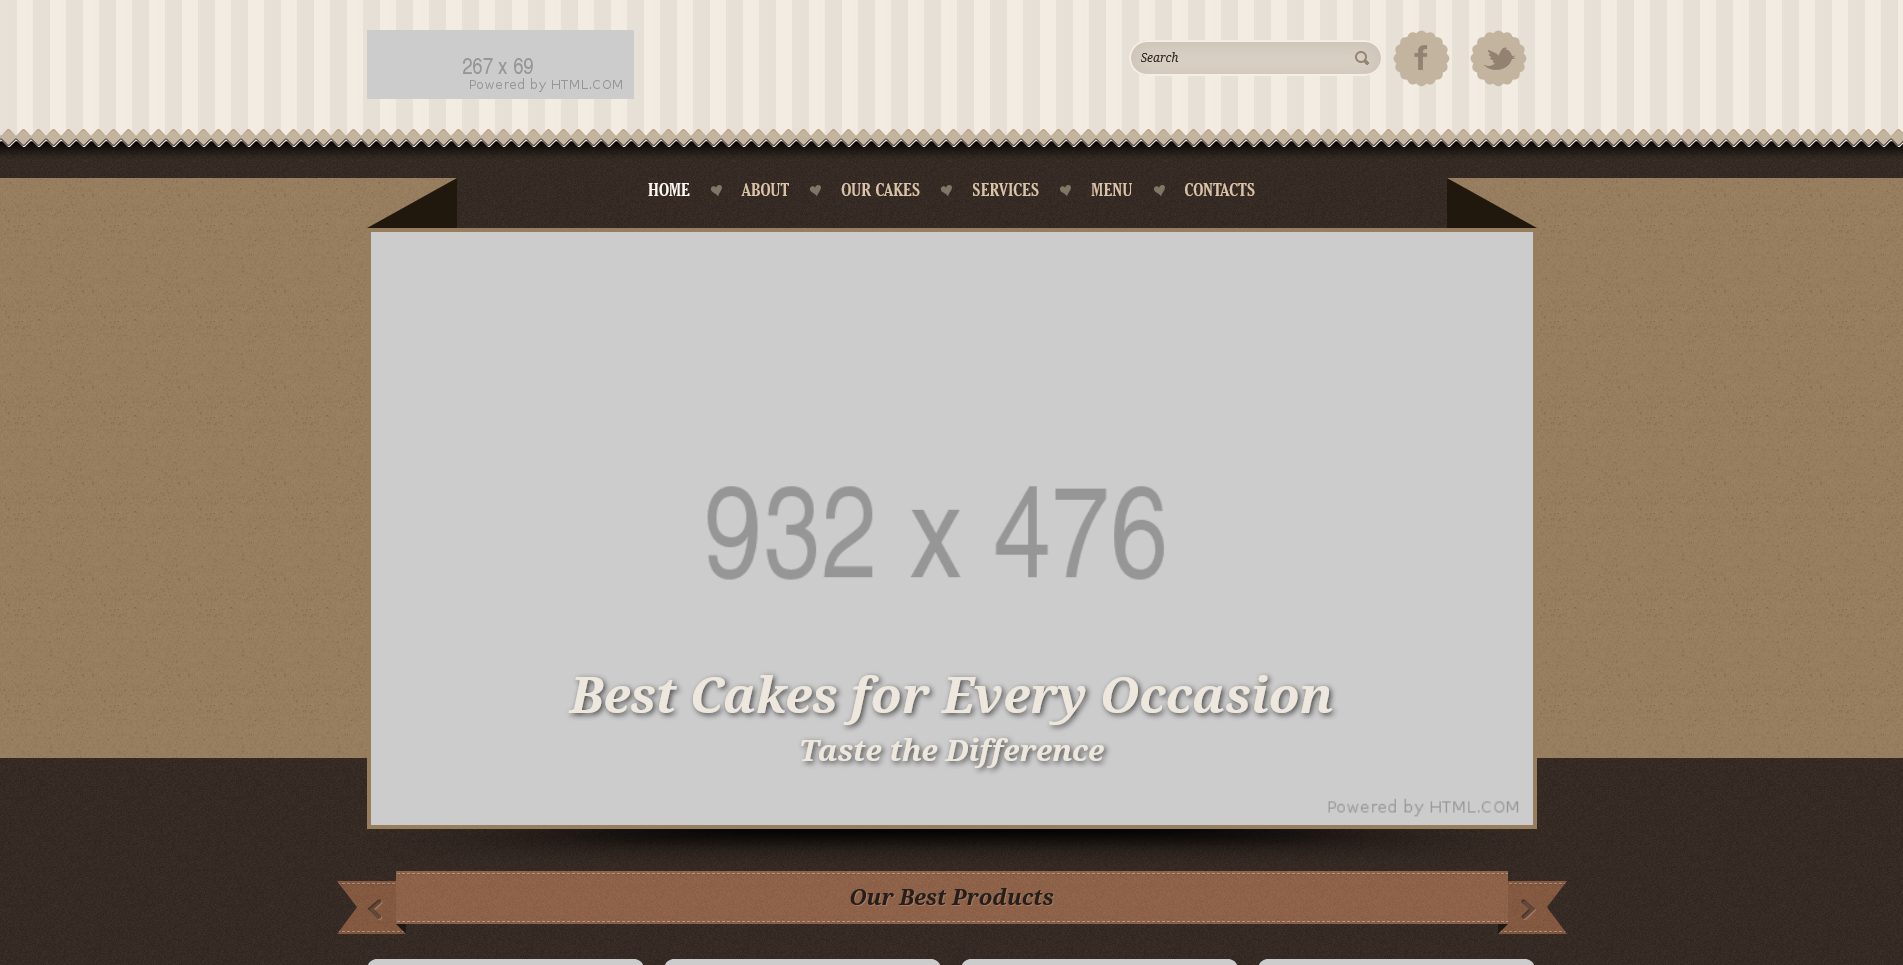 267 x 69
Powered by HTML.COM
Search
HOME
ABOUT
OUR CAKES
SERVICES
MENU
CONTACTS
932 x 476
Best Cakes for Every Occasion
Taste the Difference
Powered by HTML.COM
Our Best Products